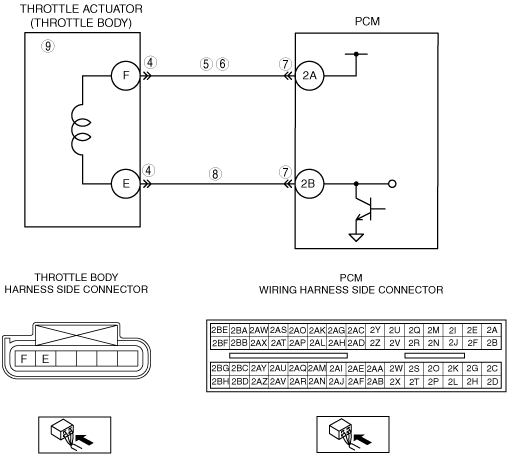 THROTTLE ACTUATOR
(THROTTLE BODY)
PCM
9
F
4
5 6
7
2A
E
4
8
7
2B
THROTTLE BODY
HARNESS SIDE CONNECTOR
F E
PCM
WIRING HARNESS SIDE CONNECTOR
2BE 2BA 2AW 2AS 2AO 2AK 2AG 2AC 2Y 2U 2Q 2M 2I 2E 2A
2BF 2BB 2AX 2AT 2AP 2AL 2AH 2AD 2Z 2V 2R 2N 2J 2F 2B
2BG 2BC 2AY 2AU 2AQ 2AM 2AI 2AE 2AA 2W 2S 2O 2K 2G 2C
2BH 2BD 2AZ 2AV 2AR 2AN 2AJ 2AF 2AB 2X 2T 2P 2L 2H 2D